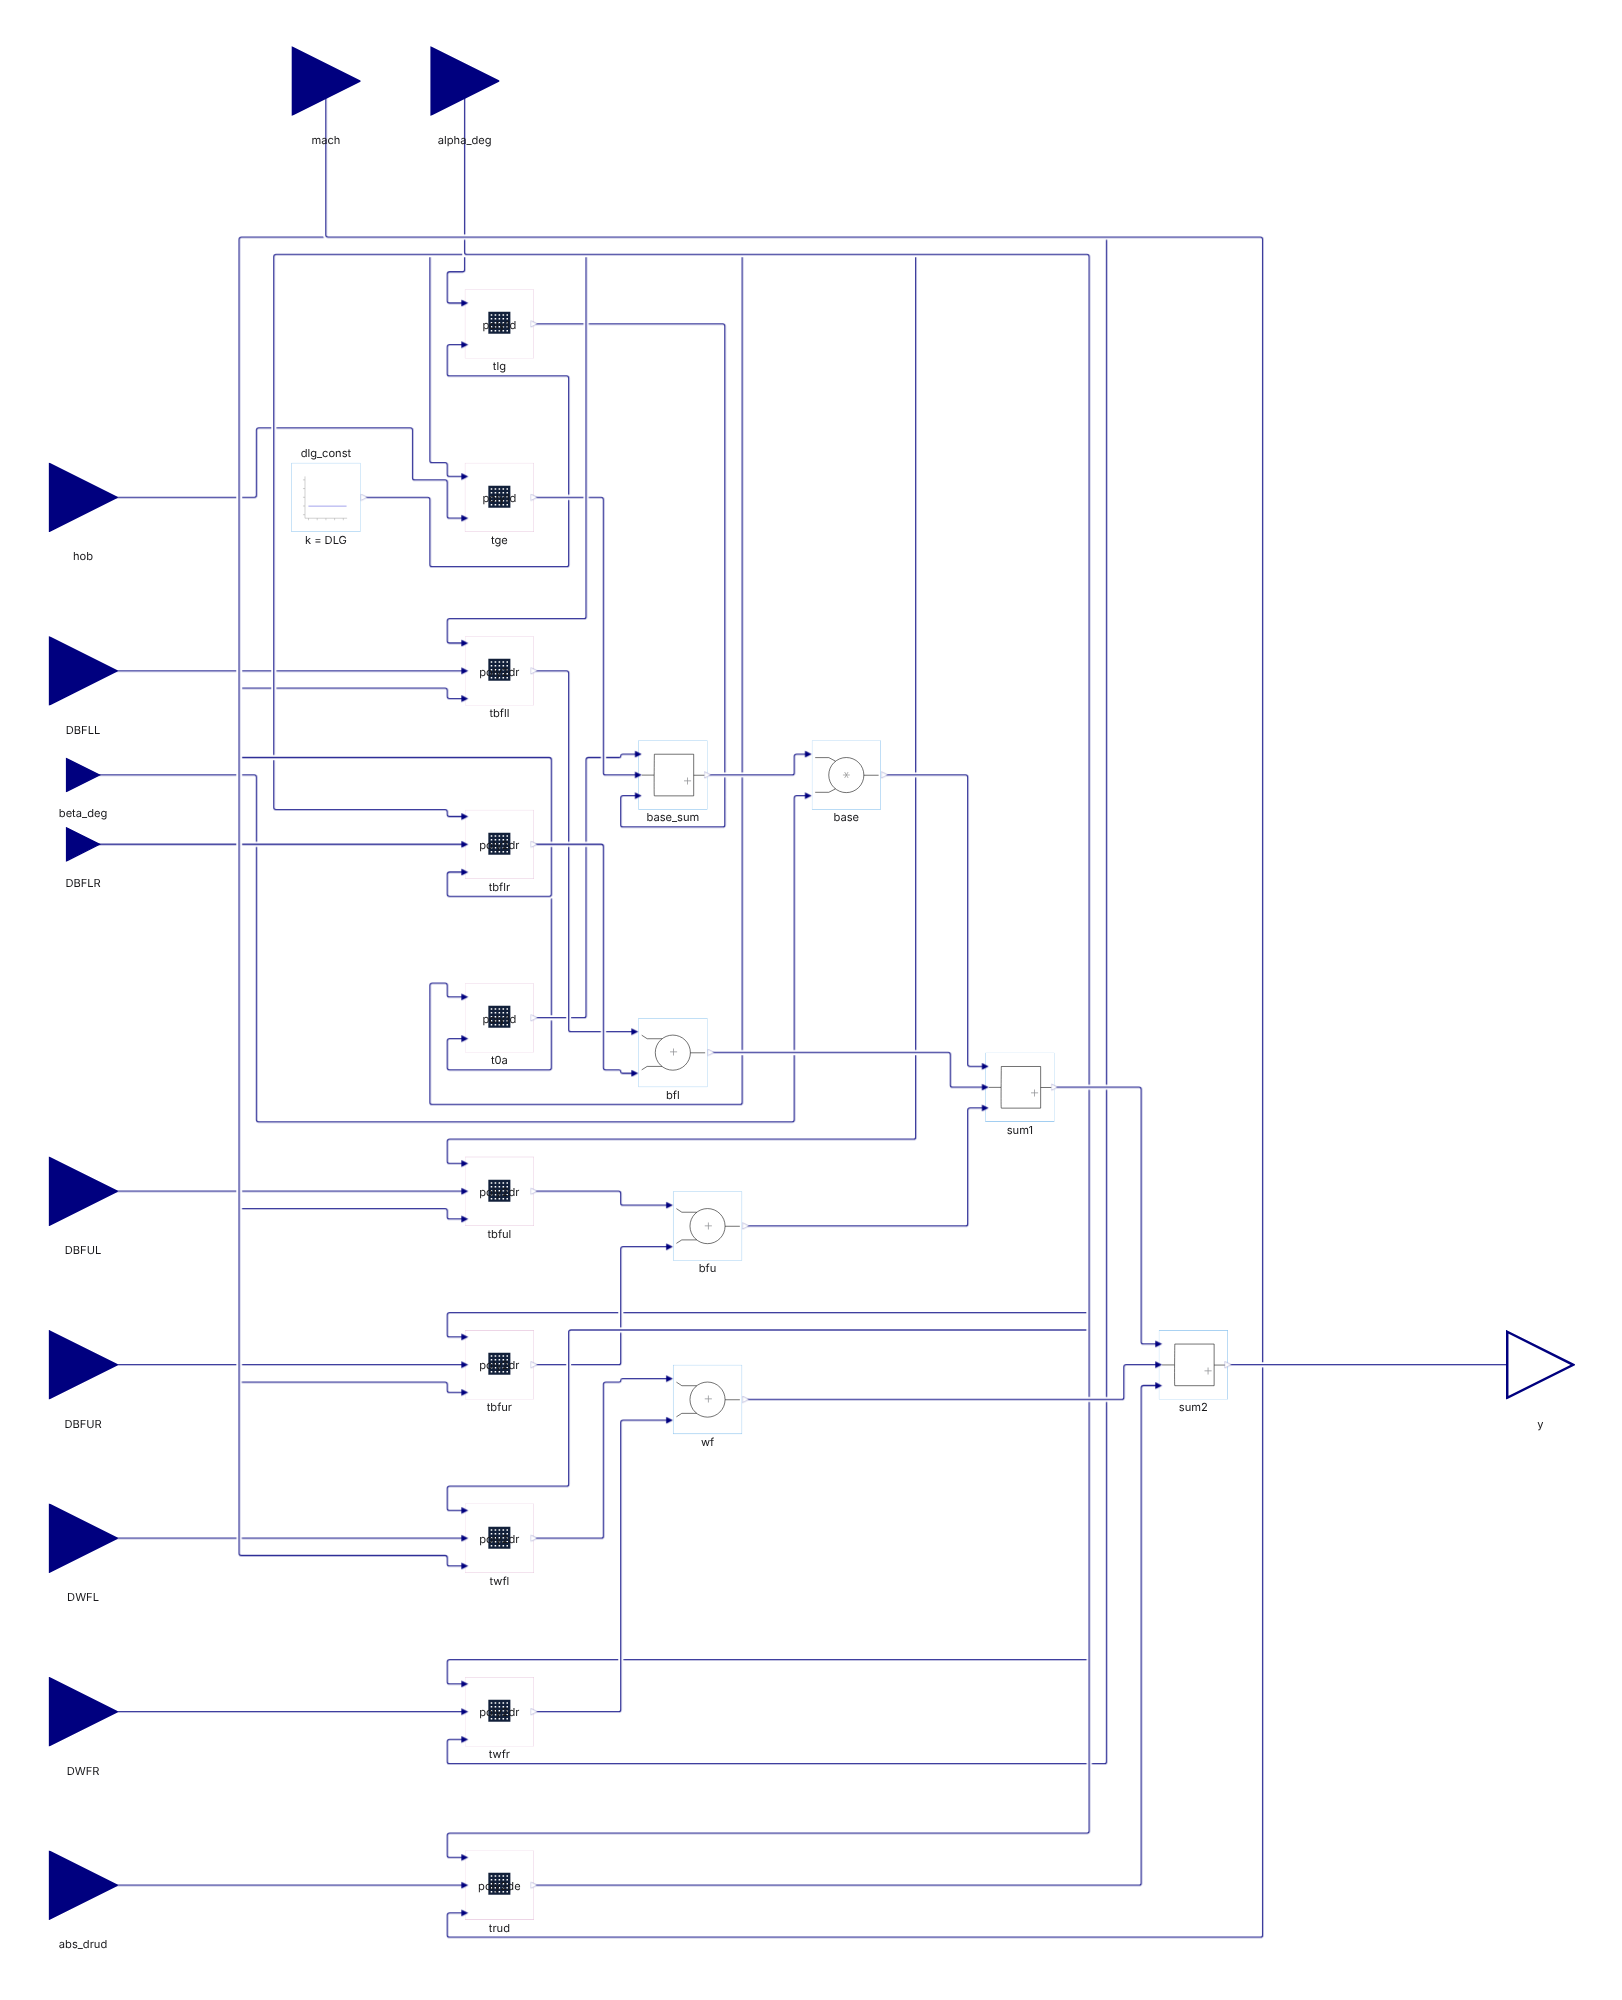 mach
alpha_deg
tlg
dlg_const
k = DLG
tge
hob
tbfll
DBFLL
beta_deg
base_sum
base
DBFLR
tbflr
t0a
bfl
sum1
tbful
DBFUL
bfu
tbfur
DBFUR
wf
sum2
y
twfl
DWFL
twfr
DWFR
trud
abs_drud